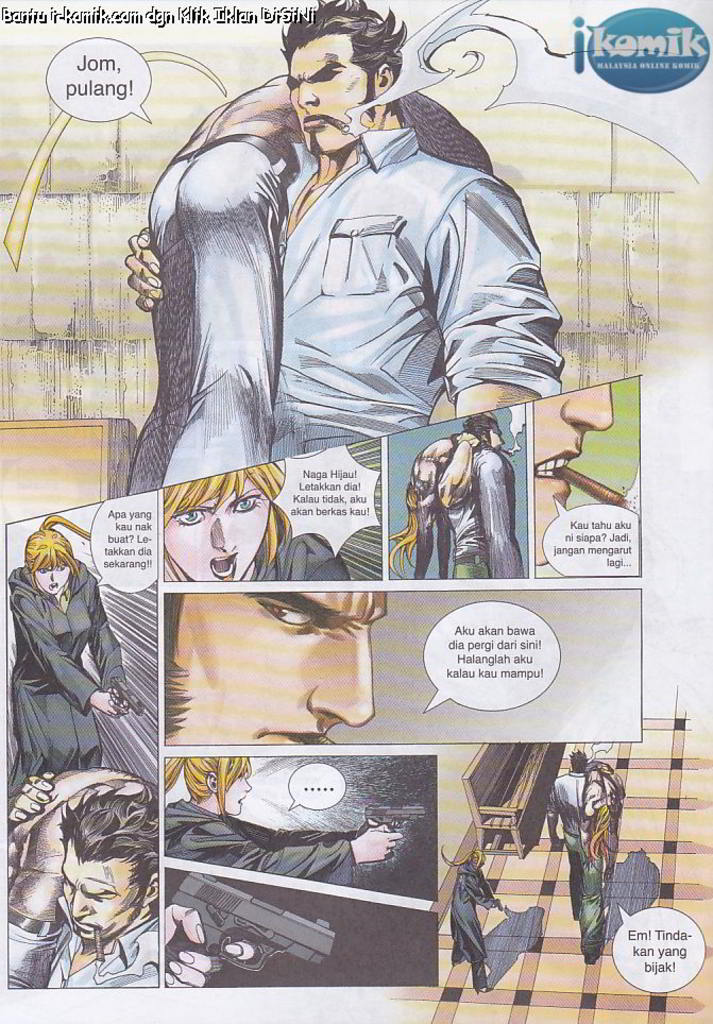 Bantu i-komik.com dgn Klik Iklan DiSiNi
ikomik
MALAYSIA ONLINE KOMIK
Jom,
pulang!
Apa yang
kau nak
buat? Le-
takkan dia
sekarang!!
Naga Hijau!
Letakkan dia!
Kalau tidak, aku
akan berkas kau!
Kau tahu aku
ni siapa? Jadi,
jangan mengarut
lagi...
Aku akan bawa
dia pergi dari sini!
Halanglah aku
kalau kau mampu!
.....
Em! Tinda-
kan yang
bijak!